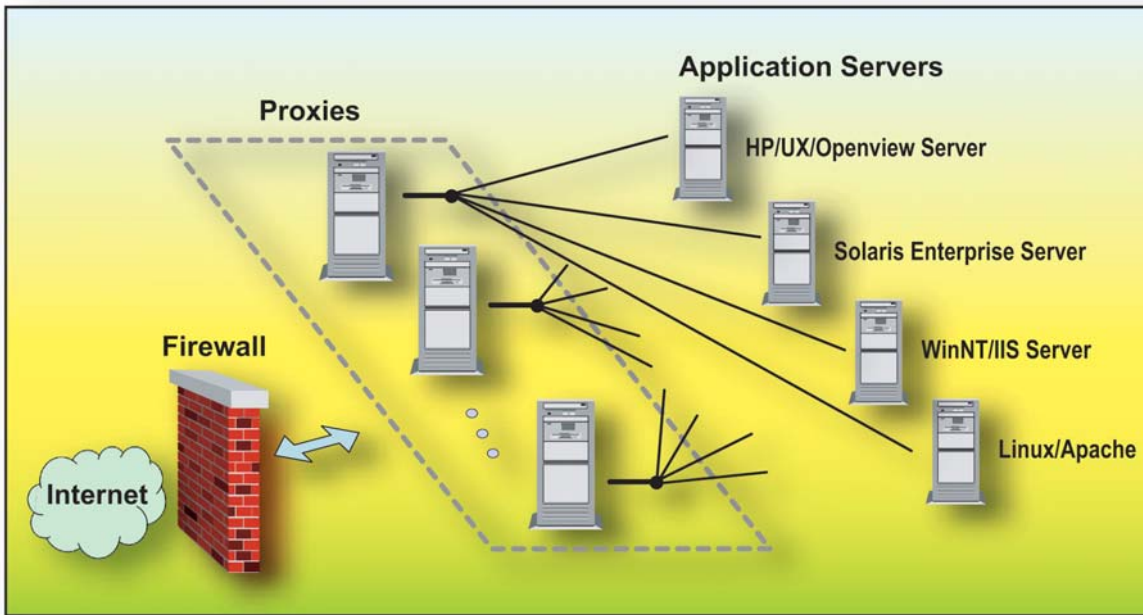 Application Servers
Proxies
HP/UX/Openview Server
Solaris Enterprise Server
WinNT/IIS Server
Firewall
Linux/Apache
Internet